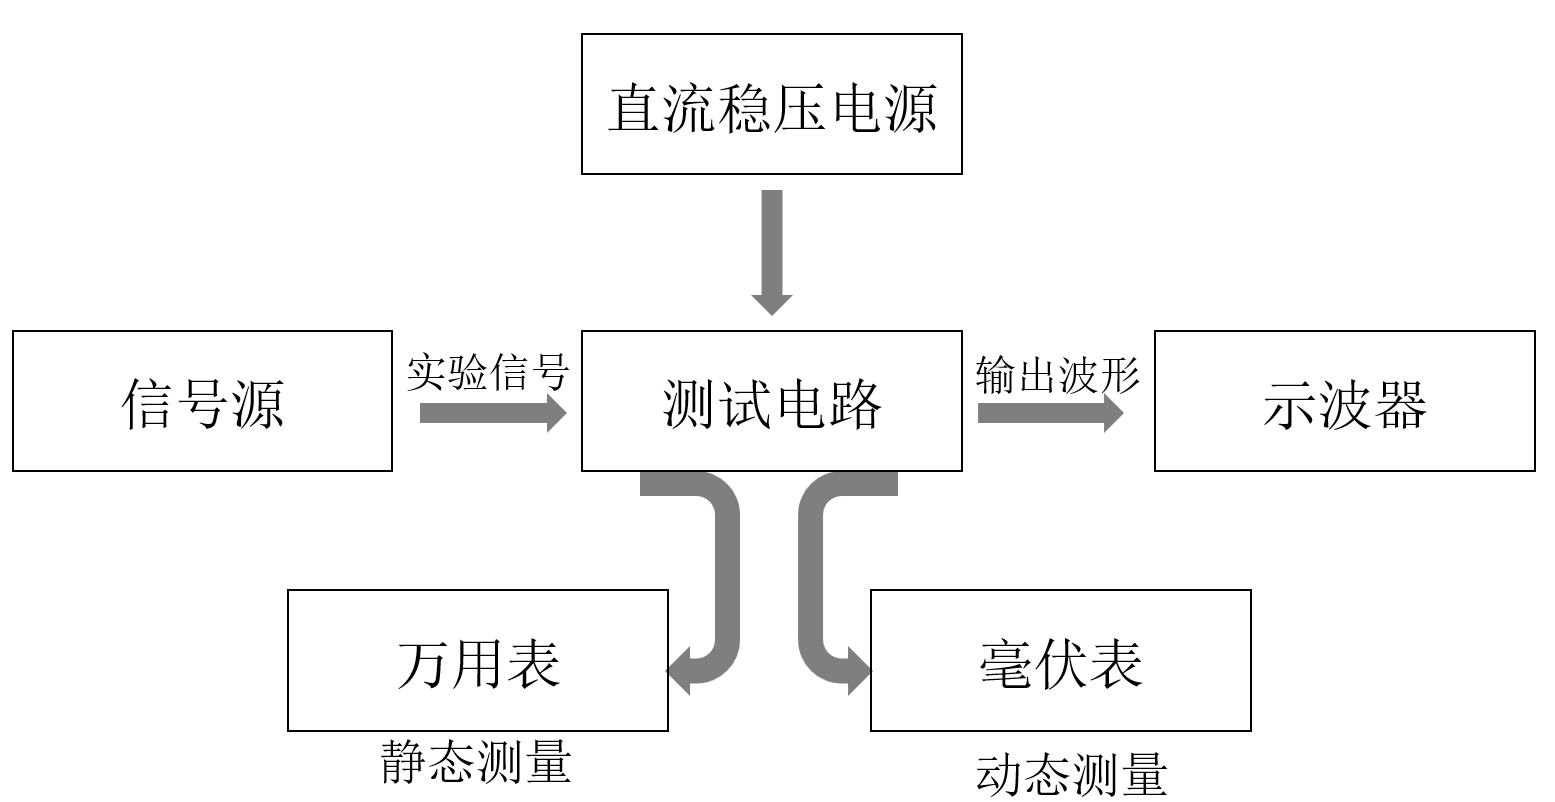 直流稳压电源
信号源
实验信号
测试电路
输出波形
示波器
万用表
毫伏表
静态测量
动态测量